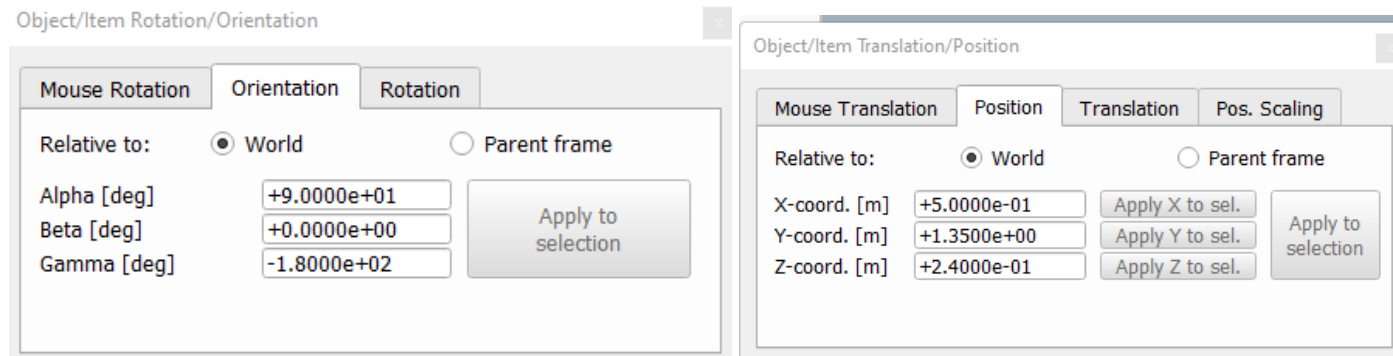 Object/Item Rotation/Orientation
x
Mouse Rotation Orientation Rotation
Relative to: World Parent frame
Alpha [deg] +9.0000e+01
Beta [deg] +0.0000e+00
Gamma [deg] -1.8000e+02
Apply to
selection
Object/Item Translation/Position
x
Mouse Translation Position Translation Pos. Scaling
Relative to: World Parent frame
X-coord. [m] +5.0000e-01 Apply X to sel.
Y-coord. [m] +1.3500e+00 Apply Y to sel.
Z-coord. [m] +2.4000e-01 Apply Z to sel.
Apply to
selection